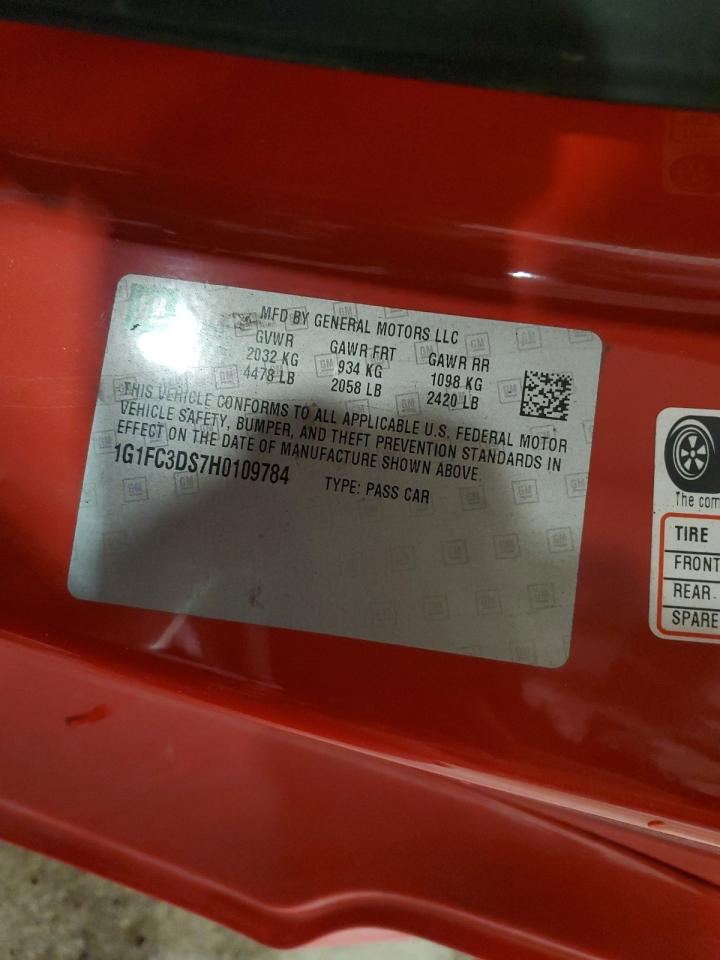 MFD BY GENERAL MOTORS LLC
GVWR GAWR FRT GAWR RR
2032 KG 934 KG 1098 KG
4478 LB 2058 LB 2420 LB
THIS VEHICLE CONFORMS TO ALL APPLICABLE U.S. FEDERAL MOTOR
VEHICLE SAFETY, BUMPER, AND THEFT PREVENTION STANDARDS IN
EFFECT ON THE DATE OF MANUFACTURE SHOWN ABOVE.
1G1FC3DS7H0109784 TYPE: PASS CAR
The com
TIRE
FRONT
REAR
SPARE